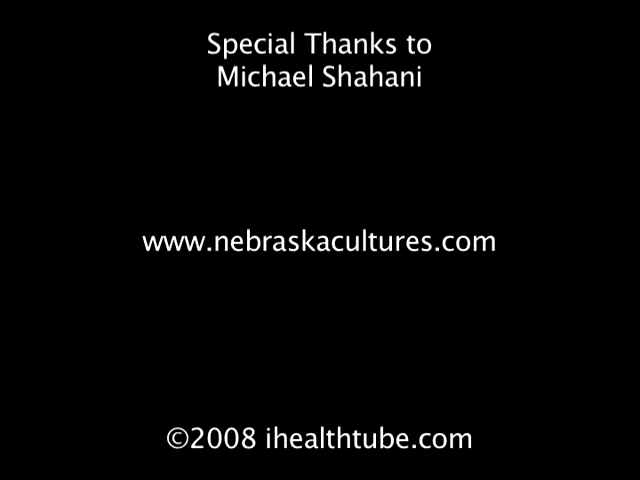 Special Thanks to
Michael Shahani
www.nebraskacultures.com
©2008 ihealthtube.com